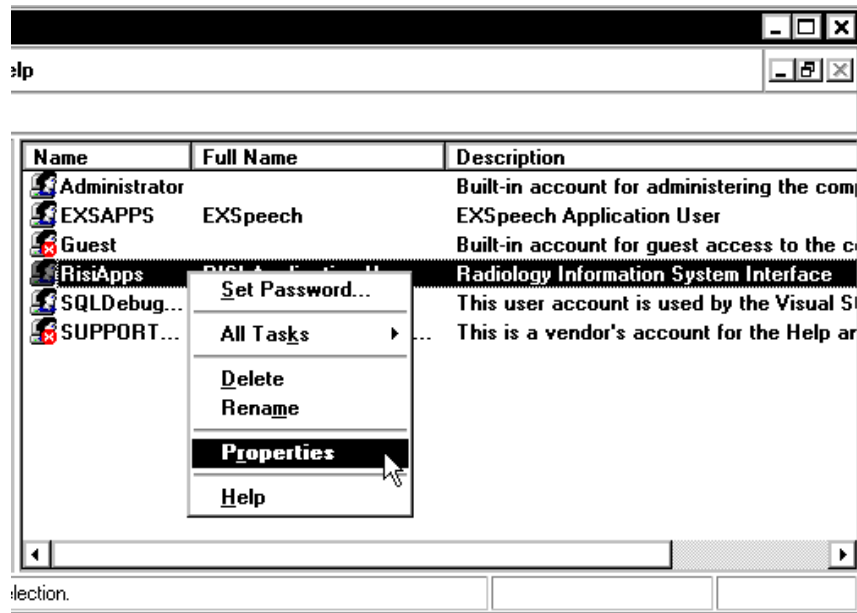 elp
Name Full Name Description
Administrator Built-in account for administering the com
EXSAPPS EXSpeech EXSpeech Application User
Guest Built-in account for guest access to the c
RisiApps Radiology Information System Interface
Set Password...
SQLDebug... This user account is used by the Visual S
SUPPORT... ... This is a vendor's account for the Help ar
All Tasks
Delete
Rename
Properties
Help
election.